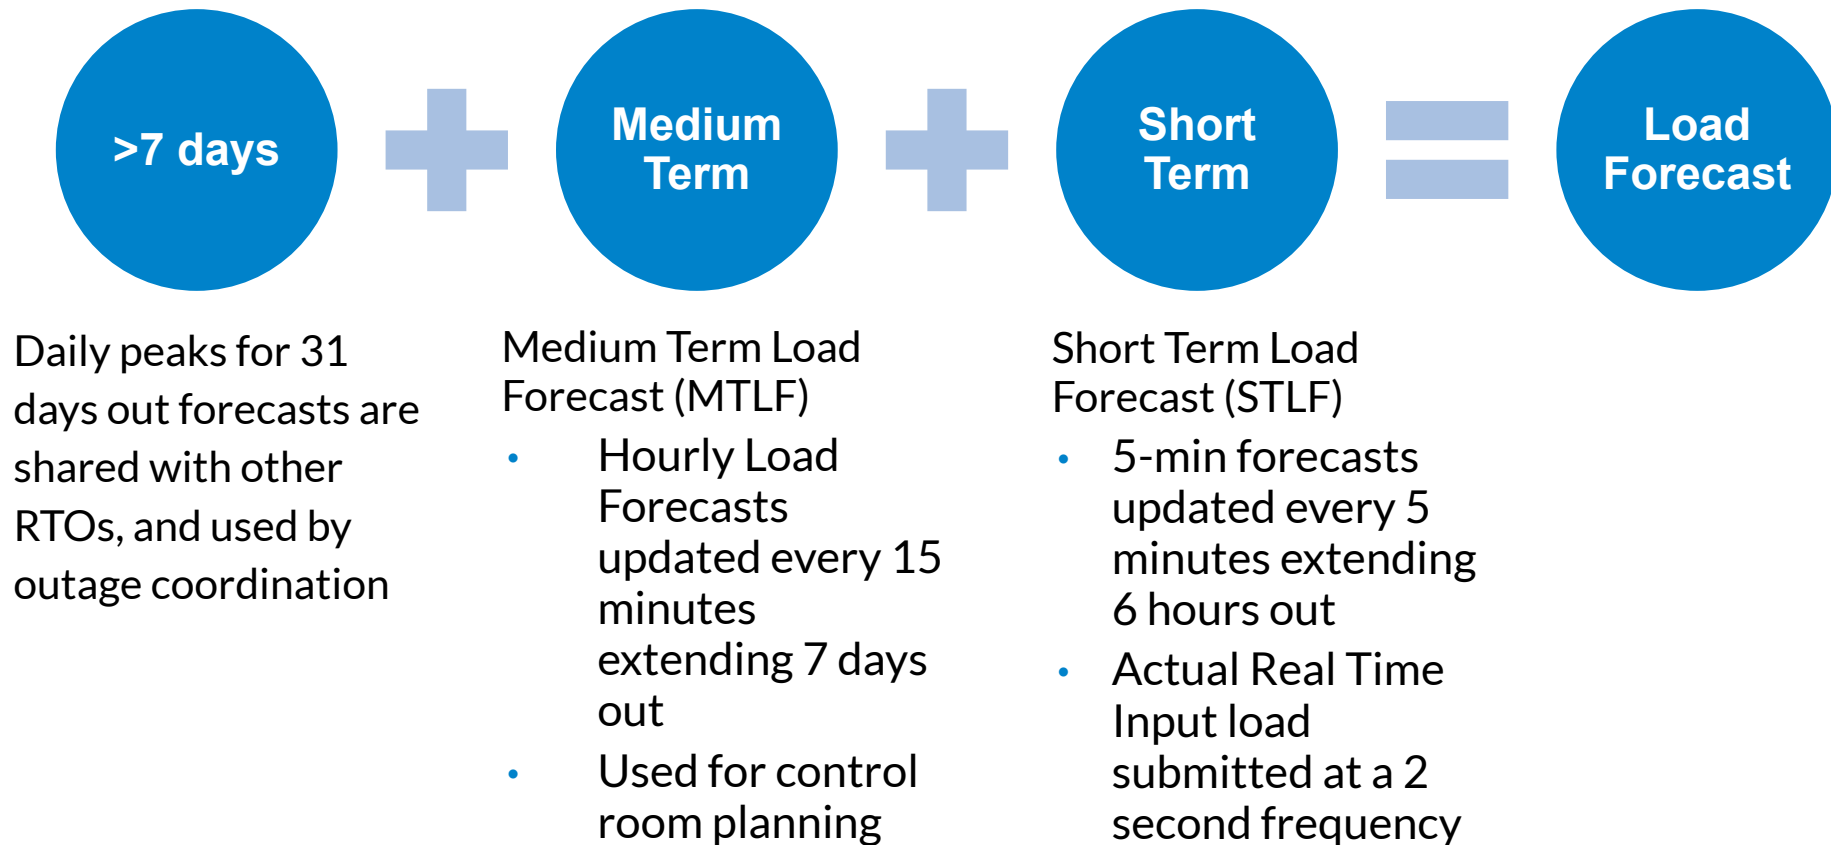 >7 days
Medium
Term
Short
Term
Load
Forecast
Daily peaks for 31
days out forecasts are
shared with other
RTOs, and used by
outage coordination
Medium Term Load
Forecast (MTLF)
• Hourly Load
Forecasts
updated every 15
minutes
extending 7 days
out
• Used for control
room planning
Short Term Load
Forecast (STLF)
• 5-min forecasts
updated every 5
minutes extending
6 hours out
• Actual Real Time
Input load
submitted at a 2
second frequency